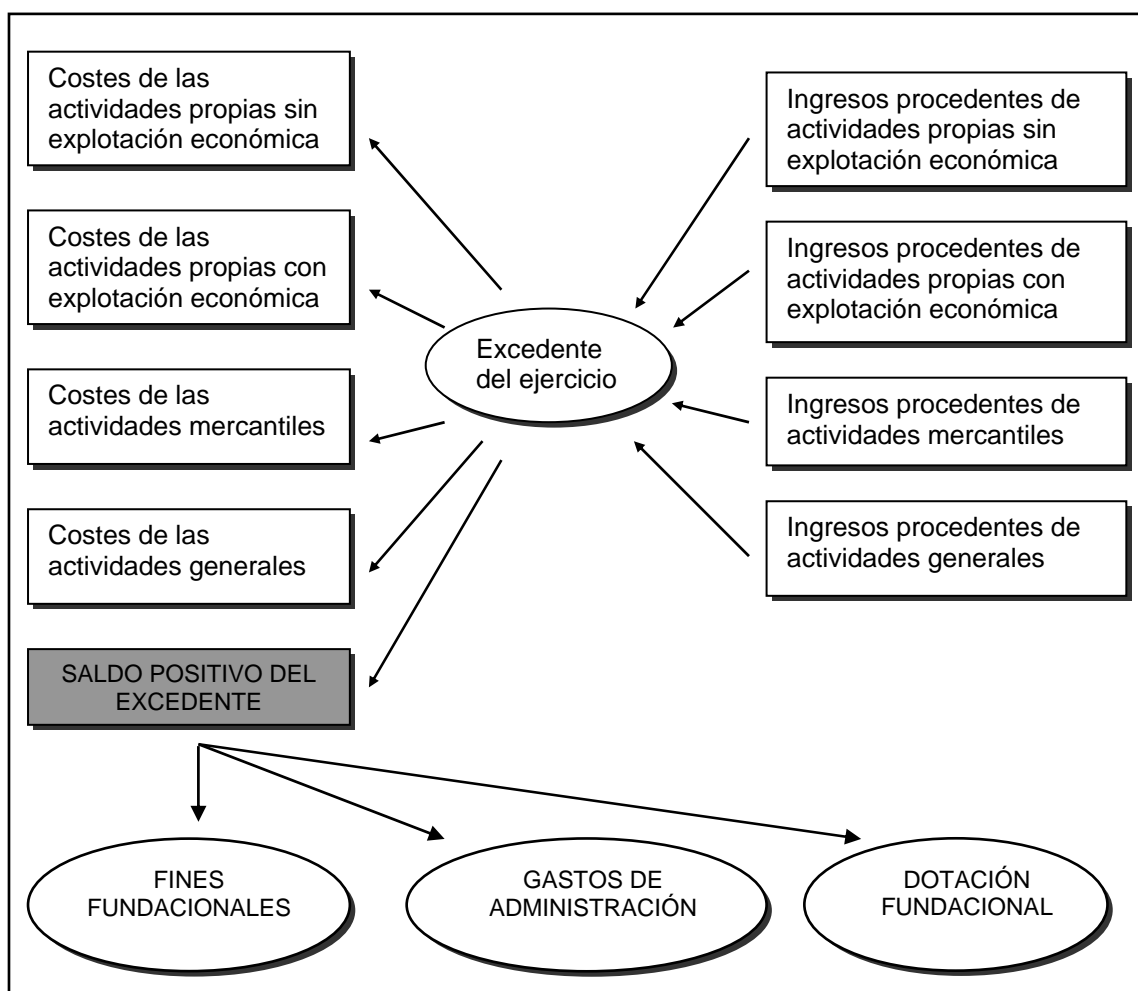 Costes de las
actividades propias sin
explotación económica
Costes de las
actividades propias con
explotación económica
Costes de las
actividades mercantiles
Costes de las
actividades generales
SALDO POSITIVO DEL
EXCEDENTE
Excedente
del ejercicio
Ingresos procedentes de
actividades propias sin
explotación económica
Ingresos procedentes de
actividades propias con
explotación económica
Ingresos procedentes de
actividades mercantiles
Ingresos procedentes de
actividades generales
FINES
FUNDACIONALES
GASTOS DE
ADMINISTRACIÓN
DOTACIÓN
FUNDACIONAL